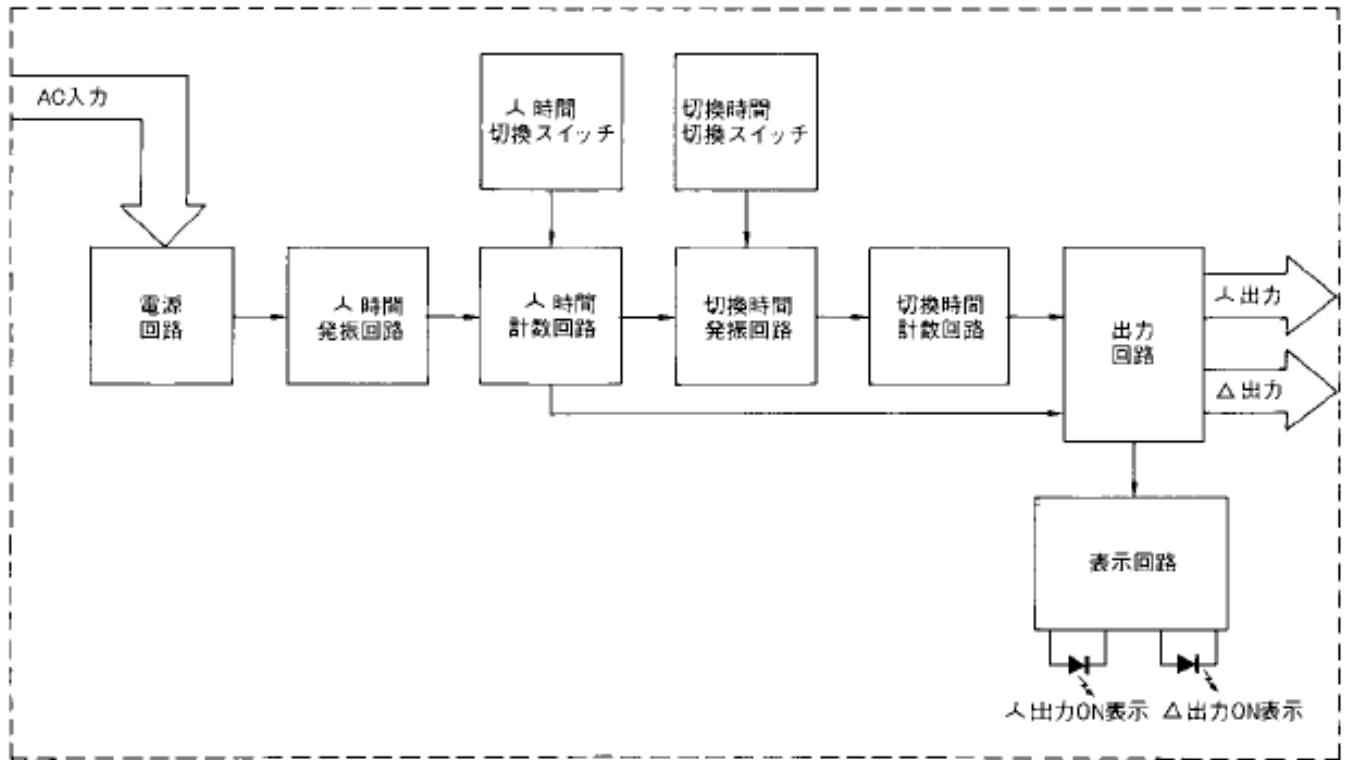 AC入力
人時間
切換スイッチ
切換時間
切換スイッチ
電源
回路
人時間
発振回路
人時間
計数回路
切換時間
発振回路
切換時間
計数回路
出力
回路
人出力
△出力
表示回路
人出力ON表示
△出力ON表示